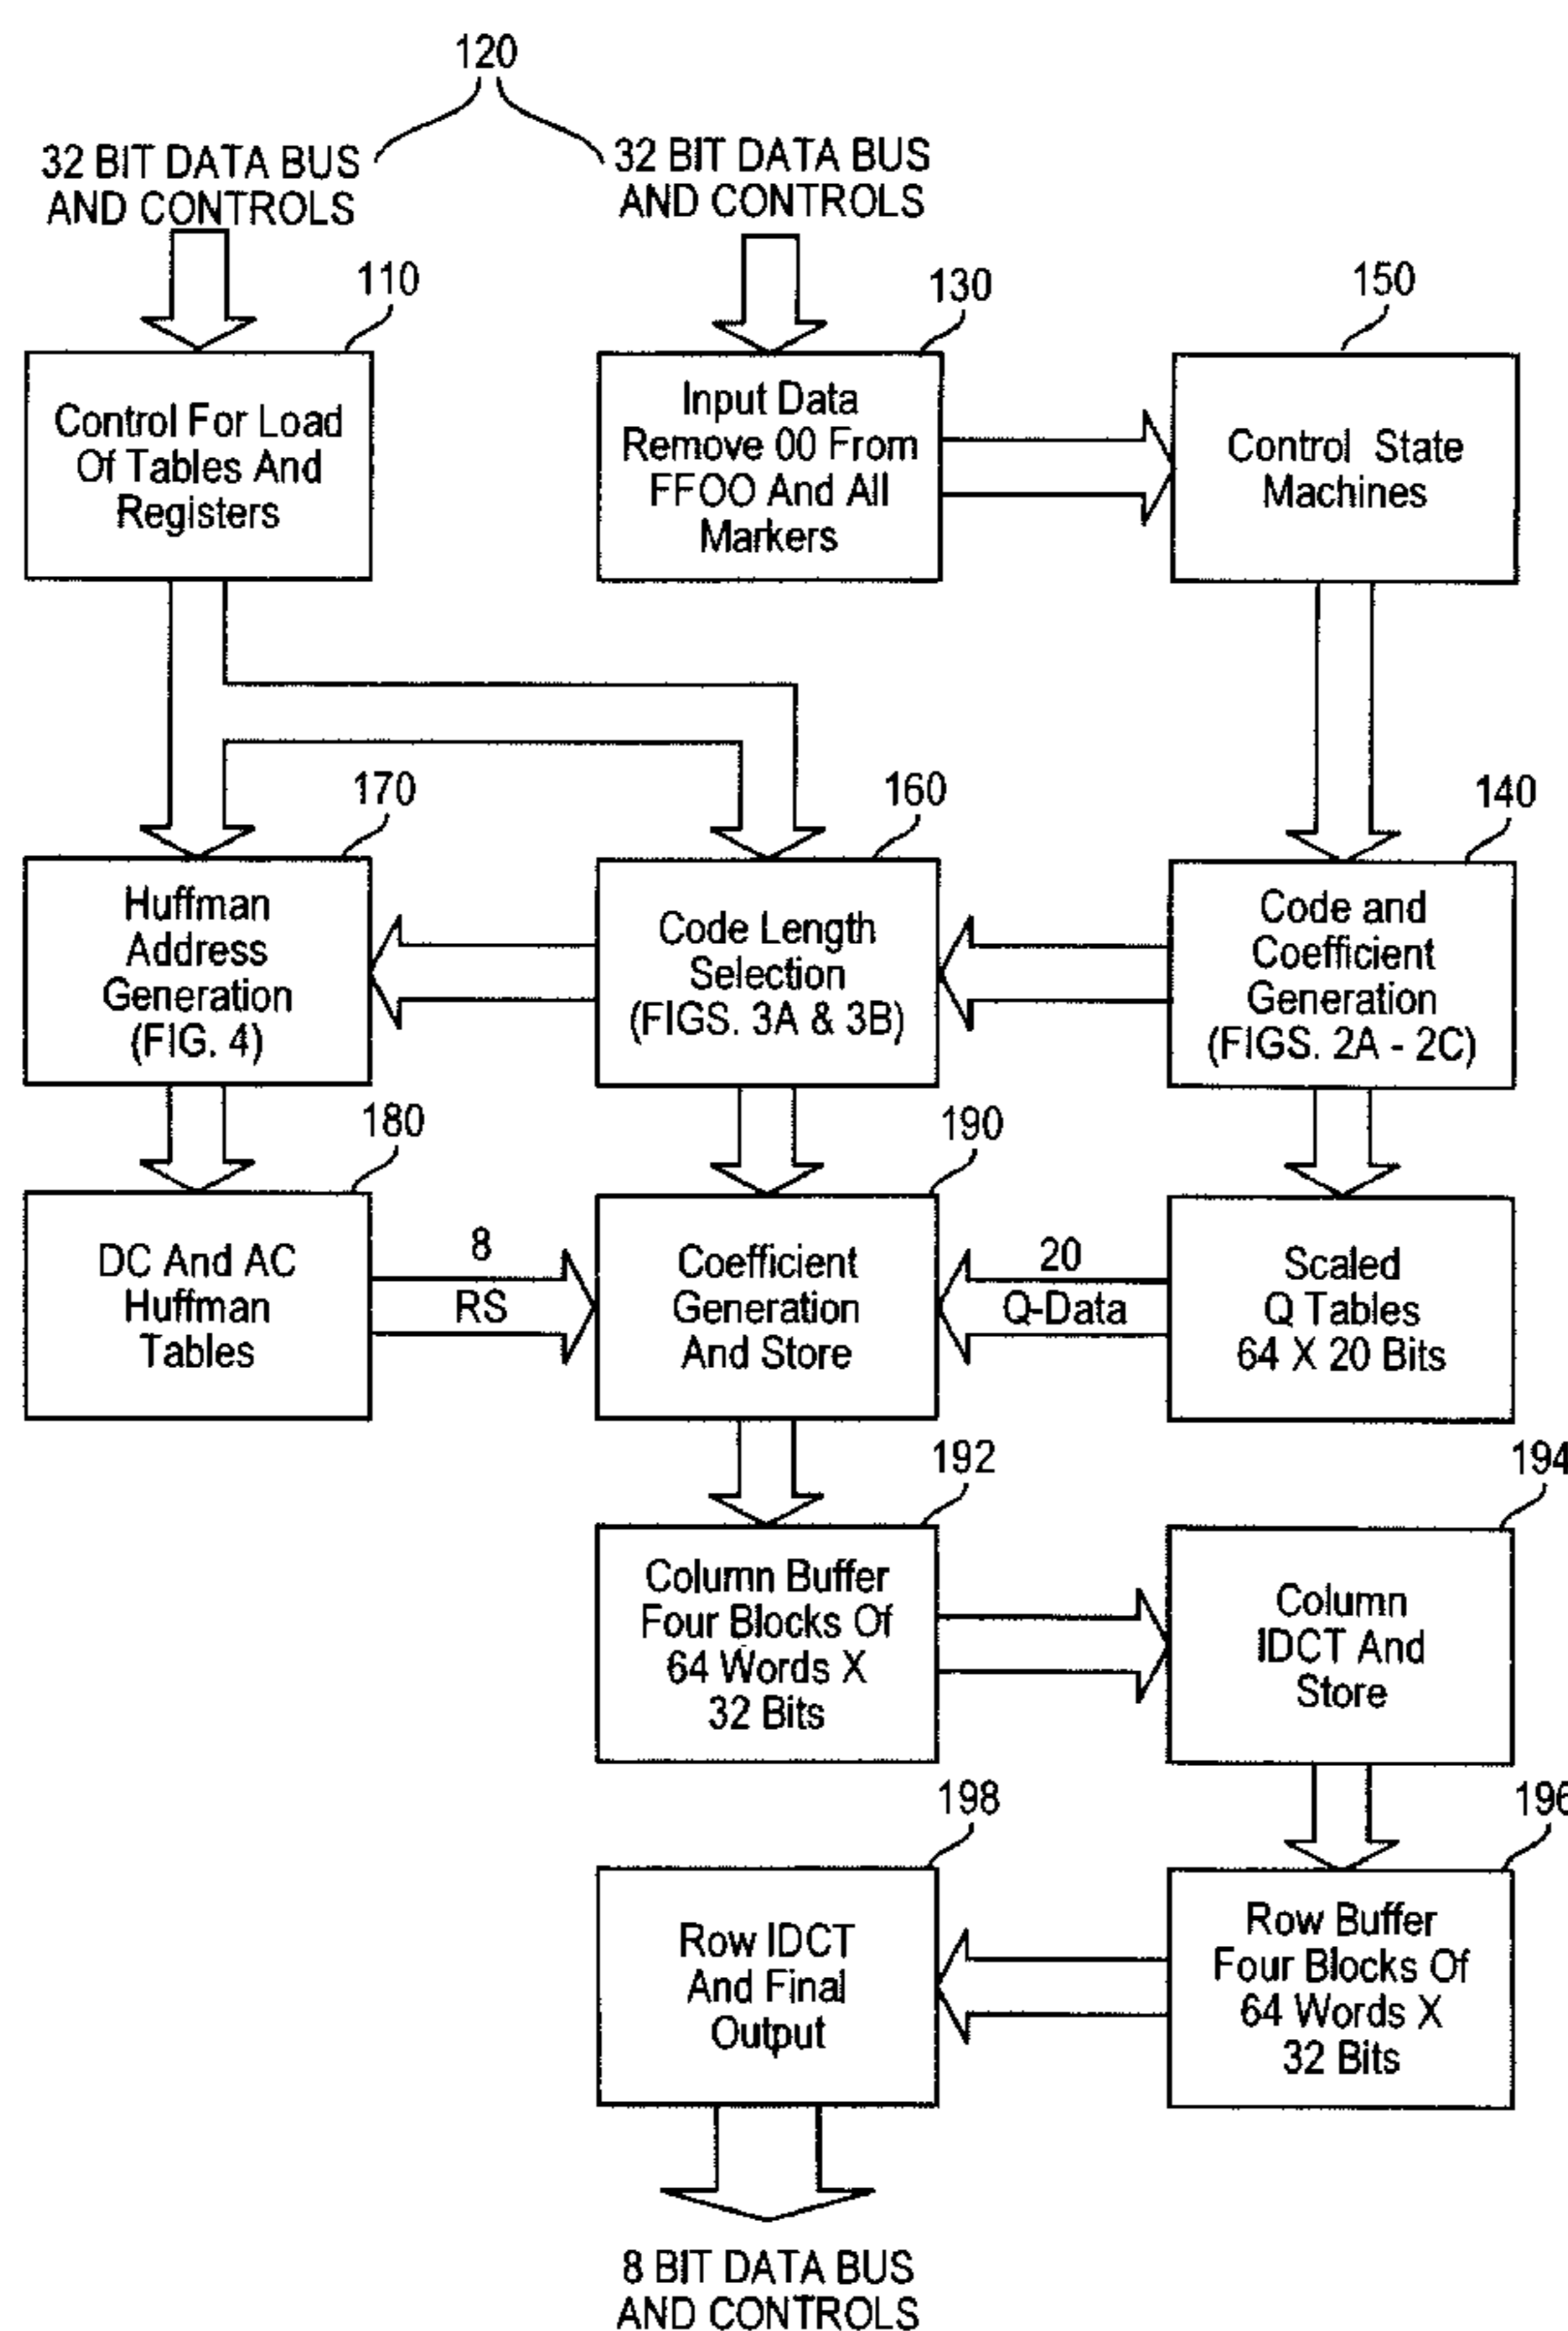 120
32 BIT DATA BUS
AND CONTROLS
32 BIT DATA BUS
AND CONTROLS
110
130
150
Control For Load
Of Tables And
Registers
Input Data
Remove 00 From
FFOO And All
Markers
Control State
Machines
170
160
140
Huffman
Address
Generation
(FIG. 4)
Code Length
Selection
(FIGS. 3A & 3B)
Code and
Coefficient
Generation
(FIGS. 2A - 2C)
180
190
DC And AC
Huffman
Tables
8
RS
Coefficient
Generation
And Store
20
Q-Data
Scaled
Q Tables
64 X 20 Bits
192
194
Column Buffer
Four Blocks Of
64 Words X
32 Bits
Column
IDCT And
Store
198
196
Row IDCT
And Final
Output
Row Buffer
Four Blocks Of
64 Words X
32 Bits
8 BIT DATA BUS
AND CONTROLS